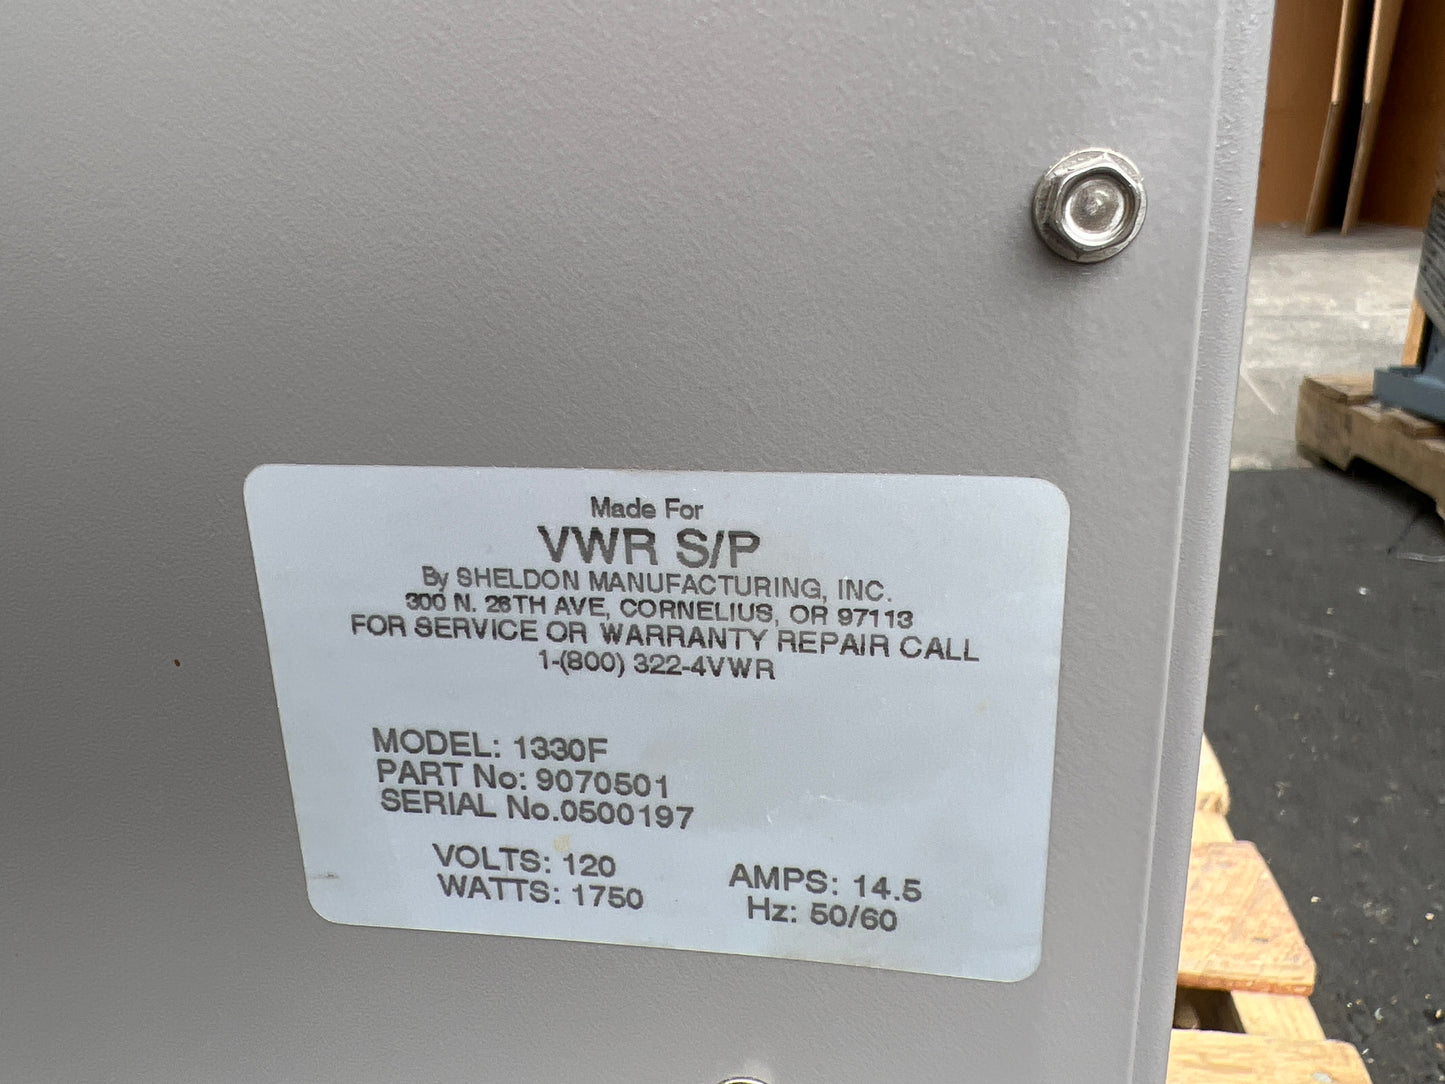 Made For
VWR S/P
By SHELDON MANUFACTURING, INC.
300 N. 26TH AVE, CORNELIUS, OR 97113
FOR SERVICE OR WARRANTY REPAIR CALL
1-(800) 322-4VWR
MODEL: 1330F
PART No: 9070501
SERIAL No.0500197
VOLTS: 120 AMPS: 14.5
WATTS: 1750 Hz: 50/60